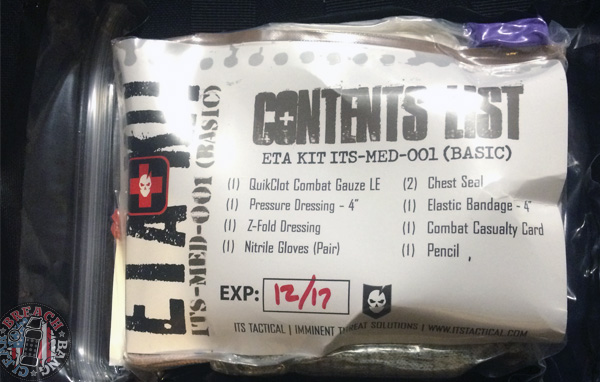 CONTENTS LIST
ETA KIT ITS-MED-001 (BASIC)
(1) QuikClot Combat Gauze LE
(1) Pressure Dressing - 4"
(1) Z-Fold Dressing
(1) Nitrile Gloves (Pair)
(2) Chest Seal
(1) Elastic Bandage - 4"
(1) Combat Casualty Card
(1) Pencil
EXP: 12/17
ITS TACTICAL | IMMINENT THREAT SOLUTIONS | WWW.ITSTACTICAL.COM
ETA KIT
ITS-MED-001 (BASIC)
BREACH
BANG